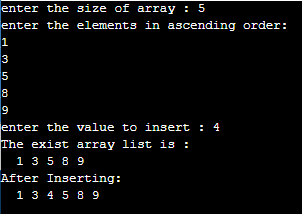 enter the size of array : 5
enter the elements in ascending order:
1
3
5
8
9
enter the value to insert : 4
The exist array list is :
  1 3 5 8 9
After Inserting:
  1 3 4 5 8 9